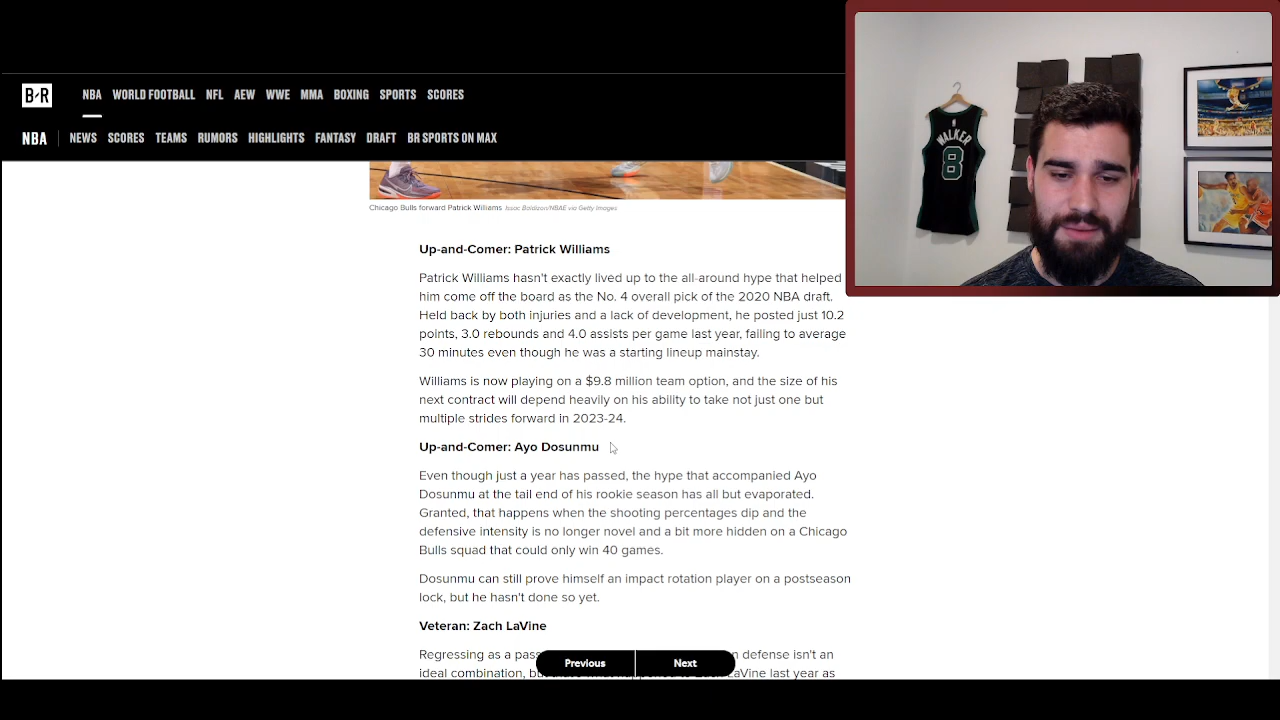 B/R
NBA WORLD FOOTBALL NFL AEW WWE MMA BOXING SPORTS SCORES
NBA NEWS SCORES TEAMS RUMORS HIGHLIGHTS FANTASY DRAFT BR SPORTS ON MAX
WALKER
8
Chicago Bulls forward Patrick Williams Issac Baldizon/NBAE via Getty Images
Up-and-Comer: Patrick Williams
Patrick Williams hasn't exactly lived up to the all-around hype that helped
him come off the board as the No. 4 overall pick of the 2020 NBA draft.
Held back by both injuries and a lack of development, he posted just 10.2
points, 3.0 rebounds and 4.0 assists per game last year, failing to average
30 minutes even though he was a starting lineup mainstay.
Williams is now playing on a $9.8 million team option, and the size of his
next contract will depend heavily on his ability to take not just one but
multiple strides forward in 2023-24.
Up-and-Comer: Ayo Dosunmu
Even though just a year has passed, the hype that accompanied Ayo
Dosunmu at the tail end of his rookie season has all but evaporated.
Granted, that happens when the shooting percentages dip and the
defensive intensity is no longer novel and a bit more hidden on a Chicago
Bulls squad that could only win 40 games.
Dosunmu can still prove himself an impact rotation player on a postseason
lock, but he hasn't done so yet.
Veteran: Zach LaVine
Regressing as a defense isn't an
ideal combination, LaVine last year as
Previous Next